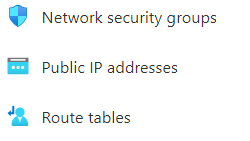 Network security groups
Public IP addresses
Route tables